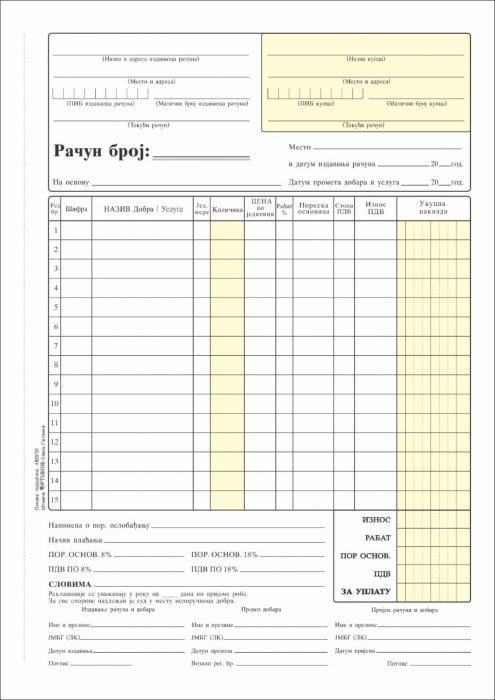 (Назив и адреса издаваоца рачуна)
(Место и адреса)
(ПИБ издаваоца рачуна) (Матични број издаваоца рачуна)
(Текући рачун)
(Назив купца)
(Место и адреса)
(ПИБ купца) (Матични број купца)
(Текући рачун)
Рачун број:
На основу
Место
и датум издавања рачуна 20 год.
Датум промета добара и услуга 20 год.
Ред бр. Шифра НАЗИВ Добра / Услуге Јед. мере Количина ЦЕНА по јединици Рабат % Пореска основица Стопа ПДВ Износ ПДВ Укупна накнада
1
2
3
4
5
6
7
8
9
10
11
12
13
14
15
Напомена о пор. ослобађању
Начин плаћања
ПОР. ОСНОВ. 8% ПОР. ОСНОВ. 18%
ПДВ ПО 8% ПДВ ПО 18%
СЛОВИМА
ИЗНОС
РАБАТ
ПОР ОСНОВ.
ПДВ
ЗА УПЛАТУ
Рекламације се уважавају у року од дана по пријему робе.
За све спорове надлежан је суд у месту испоручиоца добра.
Издавање рачуна и добара Превоз добара Пријем рачуна и добара
Име и презиме Име и презиме Име и презиме
ЈМБГ (ЛК) ЈМБГ (ЛК) ЈМБГ (ЛК)
Датум издавања Датум превоза Датум пријема
Потпис Возило рег. бр. Потпис